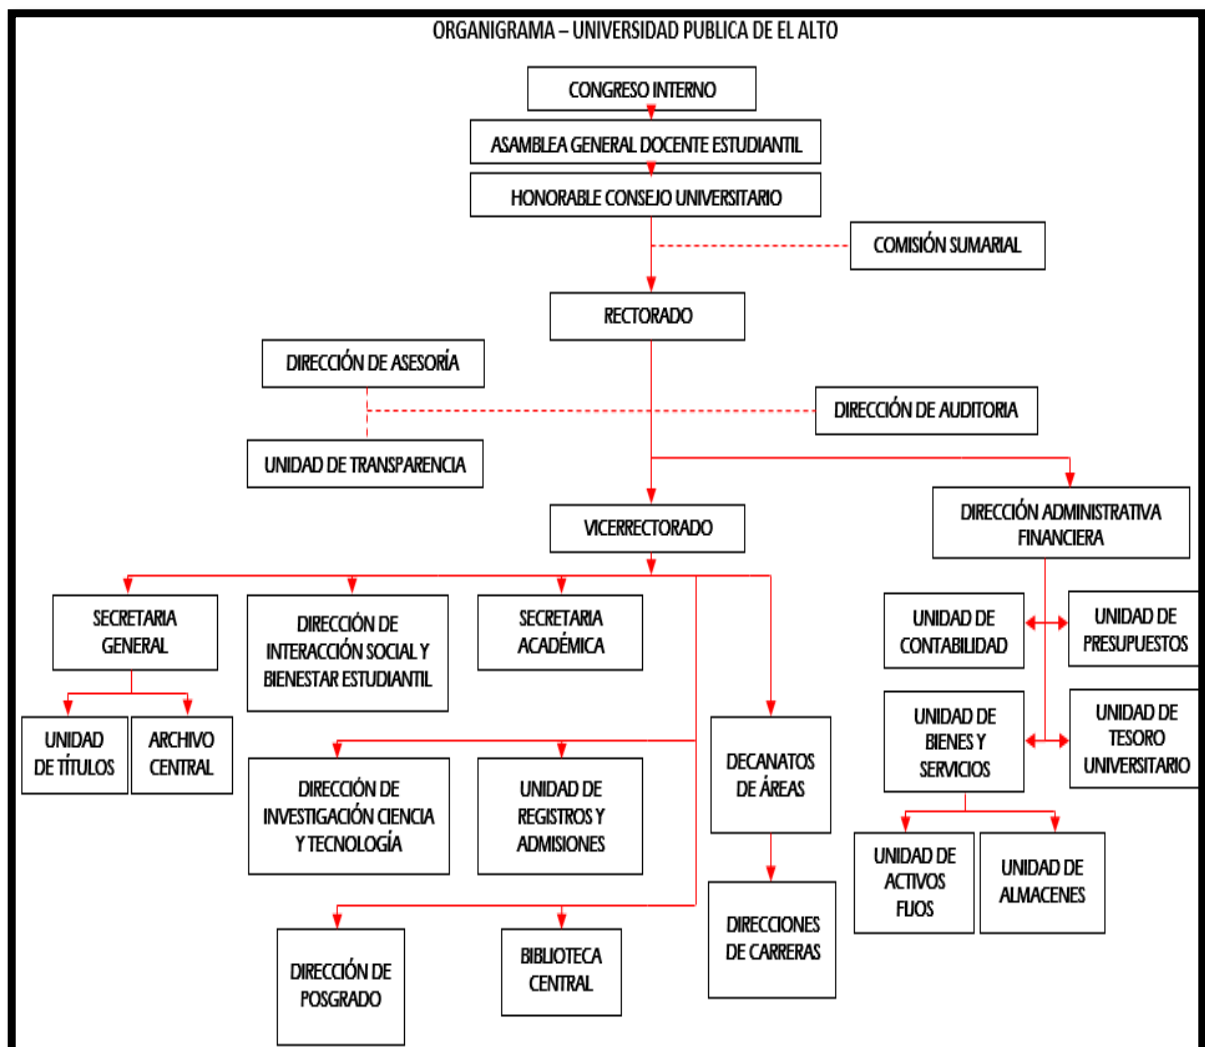 ORGANIGRAMA – UNIVERSIDAD PUBLICA DE EL ALTO
CONGRESO INTERNO
ASAMBLEA GENERAL DOCENTE ESTUDIANTIL
HONORABLE CONSEJO UNIVERSITARIO
COMISIÓN SUMARIAL
RECTORADO
DIRECCIÓN DE ASESORÍA
DIRECCIÓN DE AUDITORIA
UNIDAD DE TRANSPARENCIA
VICERRECTORADO
DIRECCIÓN ADMINISTRATIVA
FINANCIERA
SECRETARIA
GENERAL
DIRECCIÓN DE
INTERACCIÓN SOCIAL Y
BIENESTAR ESTUDIANTIL
SECRETARIA
ACADÉMICA
UNIDAD DE
CONTABILIDAD
UNIDAD DE
PRESUPUESTOS
UNIDAD
DE TÍTULOS
ARCHIVO
CENTRAL
DECANATOS
DE ÁREAS
UNIDAD DE
BIENES Y
SERVICIOS
UNIDAD DE
TESORO
UNIVERSITARIO
DIRECCIÓN DE
INVESTIGACIÓN CIENCIA
Y TECNOLOGÍA
UNIDAD DE
REGISTROS Y
ADMISIONES
UNIDAD DE
ACTIVOS
FIJOS
UNIDAD DE
ALMACENES
DIRECCIONES
DE CARRERAS
DIRECCIÓN DE
POSGRADO
BIBLIOTECA
CENTRAL